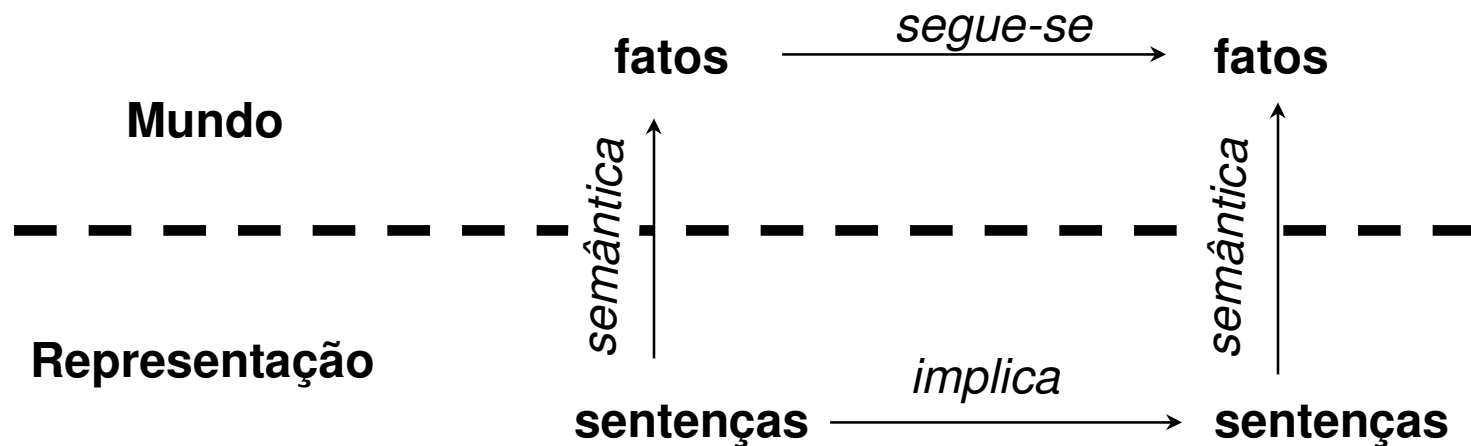 segue-se
fatos
fatos
Mundo
semântica
semântica
Representação
implica
sentenças
sentenças